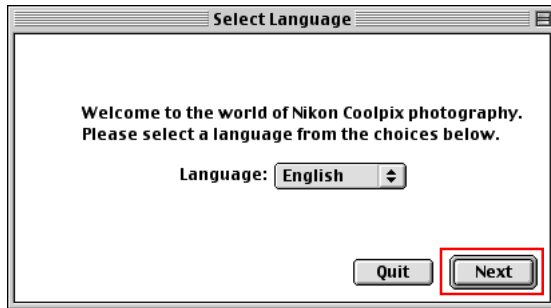 Select Language
Welcome to the world of Nikon Coolpix photography.
Please select a language from the choices below.
Language: English
Quit Next